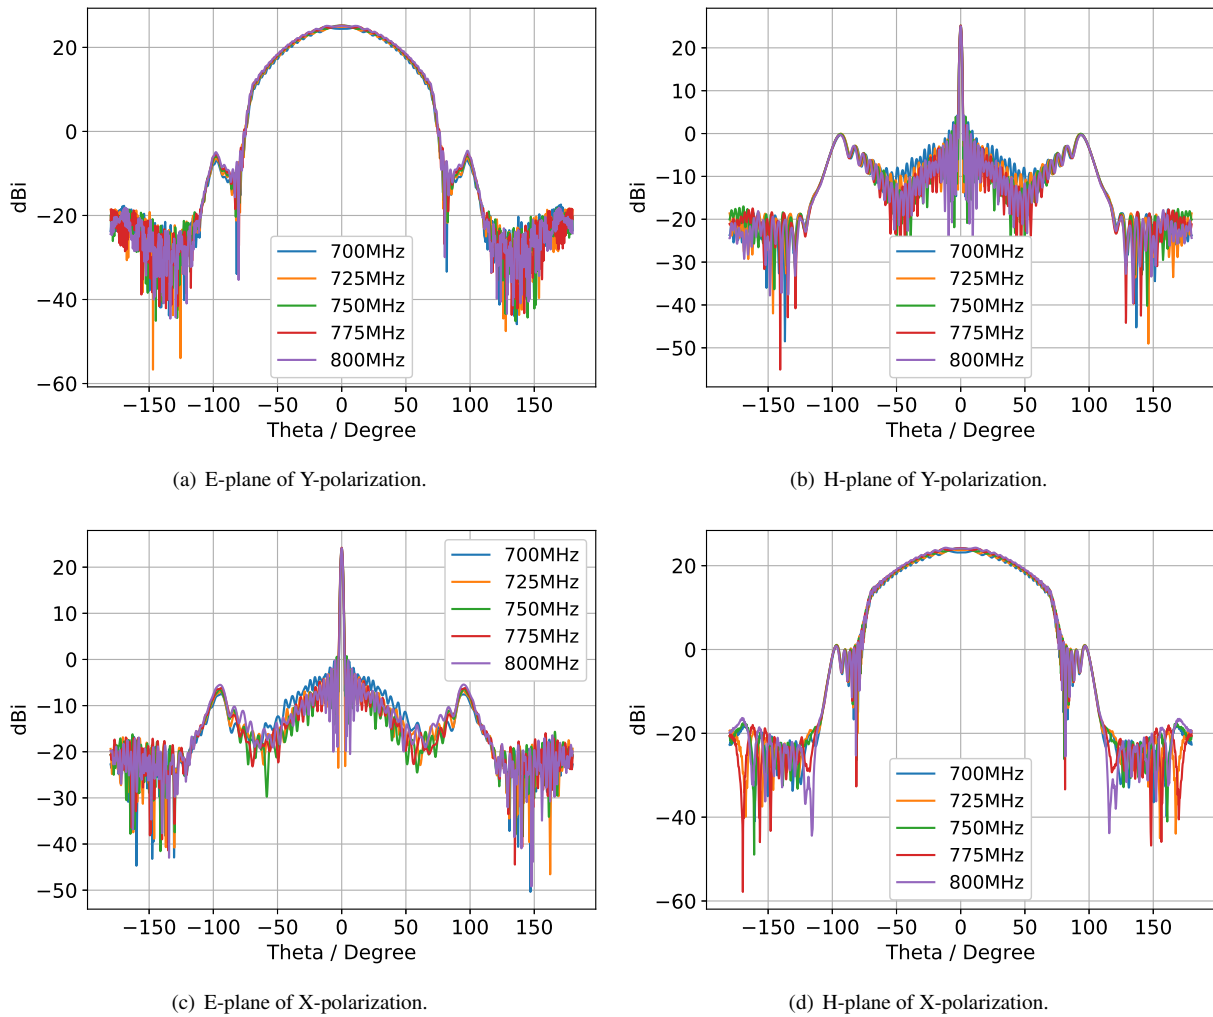 20
0
−20
−40
−60
dBi
700MHz
725MHz
750MHz
775MHz
800MHz
−150 −100 −50 0 50 100 150
Theta / Degree
(a) E-plane of Y-polarization.
20
10
0
−10
−20
−30
−40
−50
dBi
700MHz
725MHz
750MHz
775MHz
800MHz
−150 −100 −50 0 50 100 150
Theta / Degree
(b) H-plane of Y-polarization.
20
10
0
−10
−20
−30
−40
−50
dBi
700MHz
725MHz
750MHz
775MHz
800MHz
−150 −100 −50 0 50 100 150
Theta / Degree
(c) E-plane of X-polarization.
20
0
−20
−40
−60
dBi
700MHz
725MHz
750MHz
775MHz
800MHz
−150 −100 −50 0 50 100 150
Theta / Degree
(d) H-plane of X-polarization.